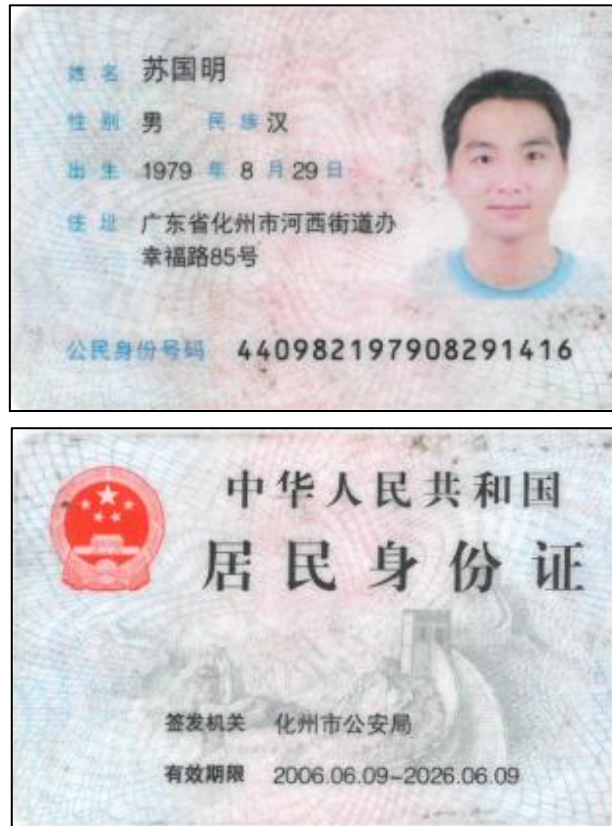 姓名 苏国明
性别 男 民族 汉
出生 1979 年 8 月 29 日
住址 广东省化州市河西街道办
幸福路85号
公民身份号码 440982197908291416
中华人民共和国
居民身份证
签发机关 化州市公安局
有效期限 2006.06.09-2026.06.09